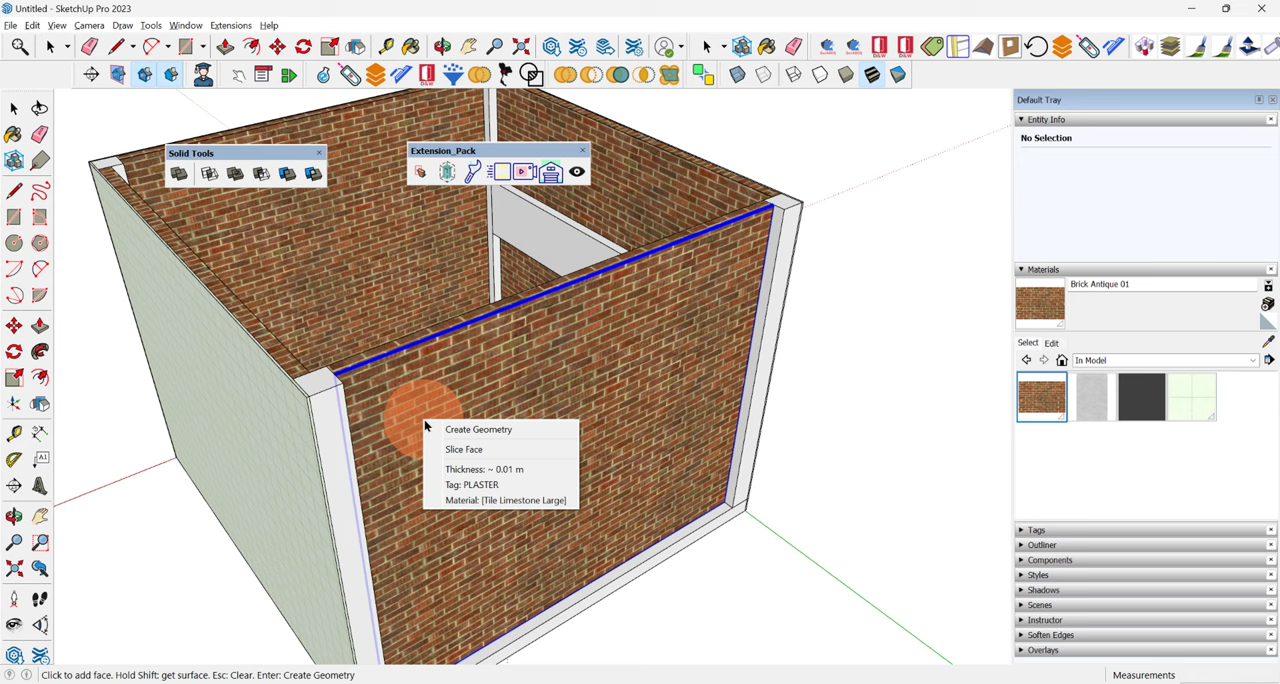 Untitled - SketchUp Pro 2023
File Edit View Camera Draw Tools Window Extensions Help
Default Tray
Entity Info
No Selection
Solid Tools
Extension_Pack
Materials
Brick Antique 01
Select Edit
In Model
Create Geometry
Slice Face
Thickness: ~ 0.01 m
Tag: PLASTER
Material: [Tile Limestone Large]
Tags
Outliner
Components
Styles
Shadows
Scenes
Instructor
Soften Edges
Overlays
Click to add face. Hold Shift: get surface. Esc: Clear. Enter: Create Geometry
Measurements